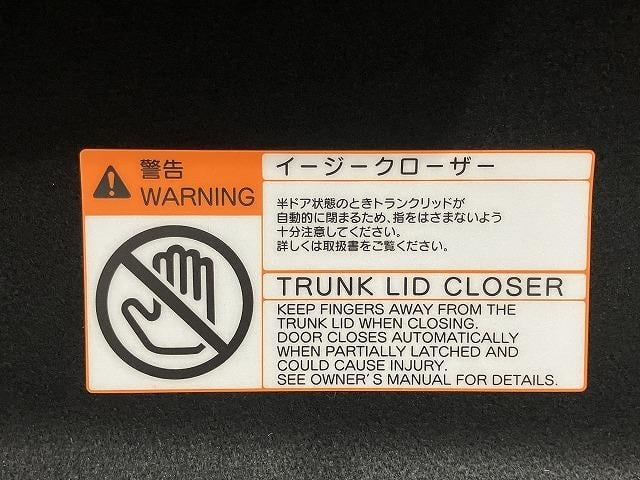 警告
WARNING
イージークローザー
半ドア状態のときトランクリッドが
自動的に閉まるため、指をはさまないよう
十分注意してください。
詳しくは取扱書をご覧ください。
TRUNK LID CLOSER
KEEP FINGERS AWAY FROM THE
TRUNK LID WHEN CLOSING.
DOOR CLOSES AUTOMATICALLY
WHEN PARTIALLY LATCHED AND
COULD CAUSE INJURY.
SEE OWNER'S MANUAL FOR DETAILS.